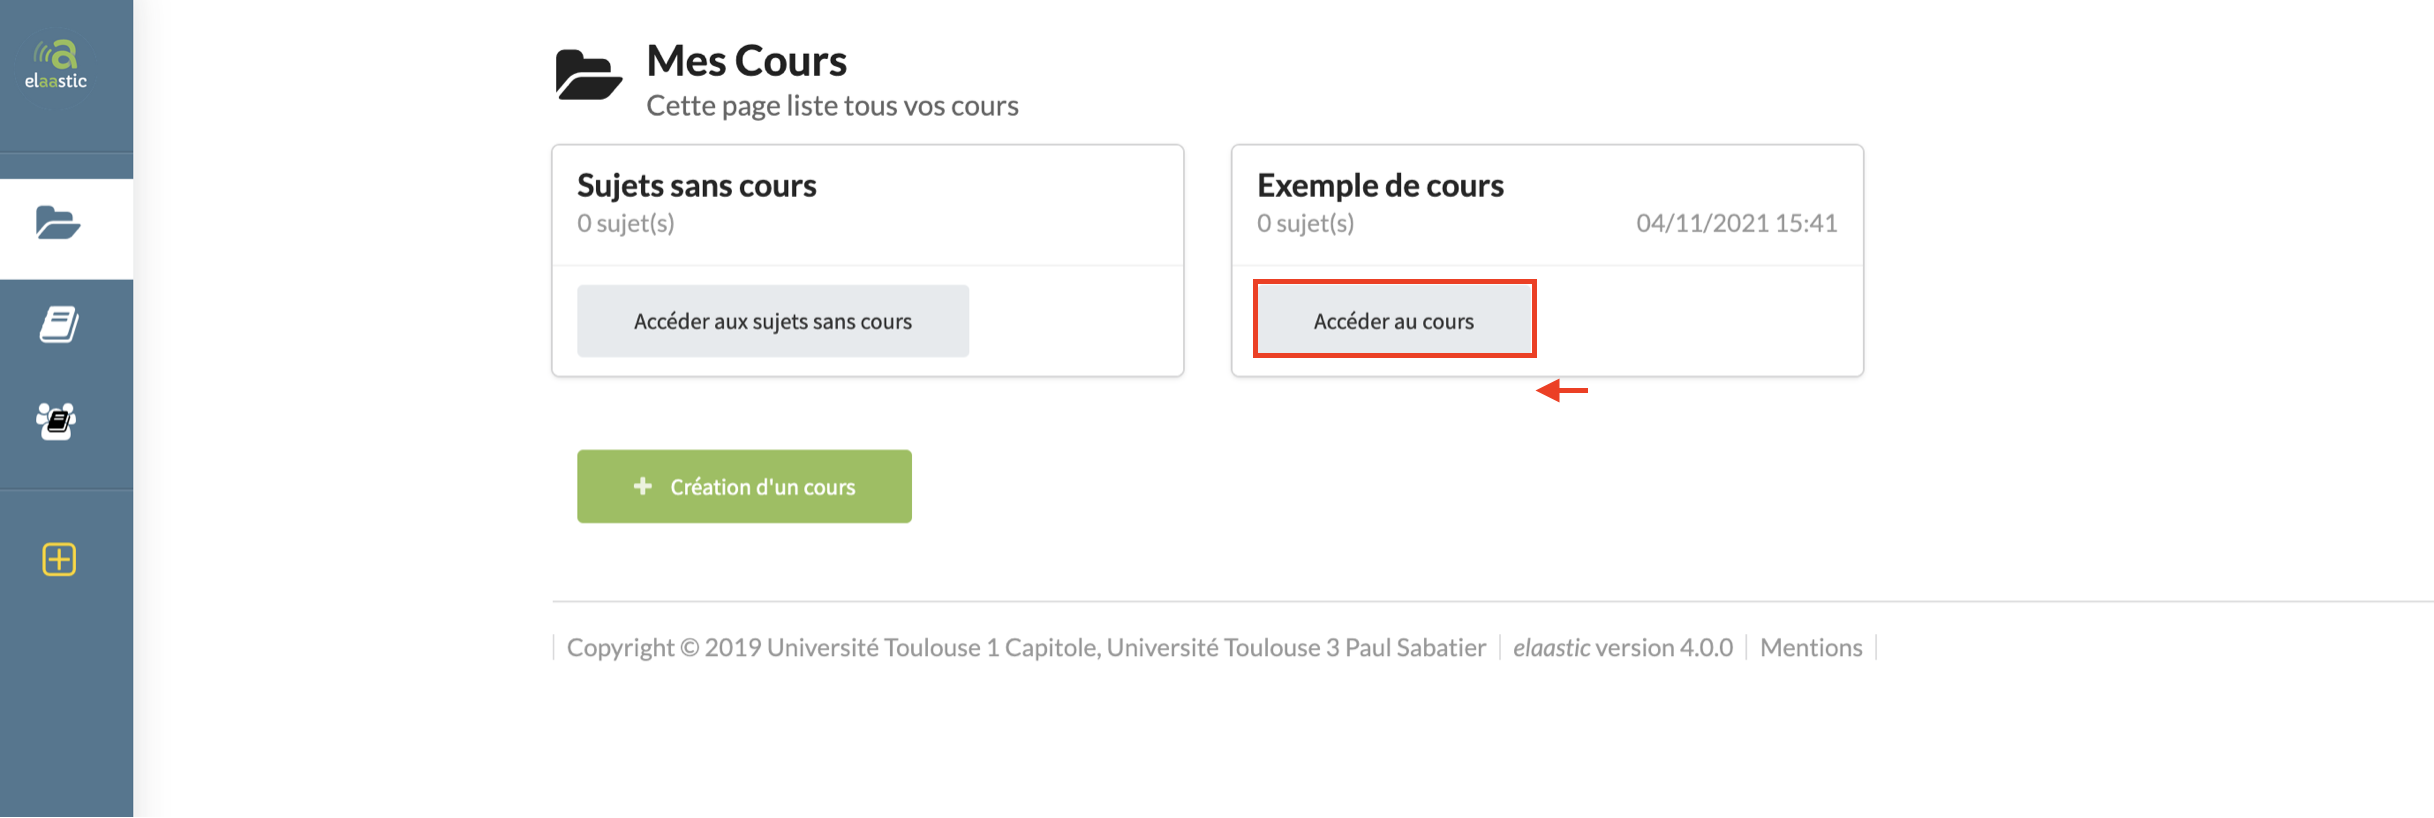 elaastic
Mes Cours
Cette page liste tous vos cours
Sujets sans cours
0 sujet(s)
Accéder aux sujets sans cours
Exemple de cours
0 sujet(s) 04/11/2021 15:41
Accéder au cours
+ Création d'un cours
Copyright © 2019 Université Toulouse 1 Capitole, Université Toulouse 3 Paul Sabatier | elaastic version 4.0.0 | Mentions